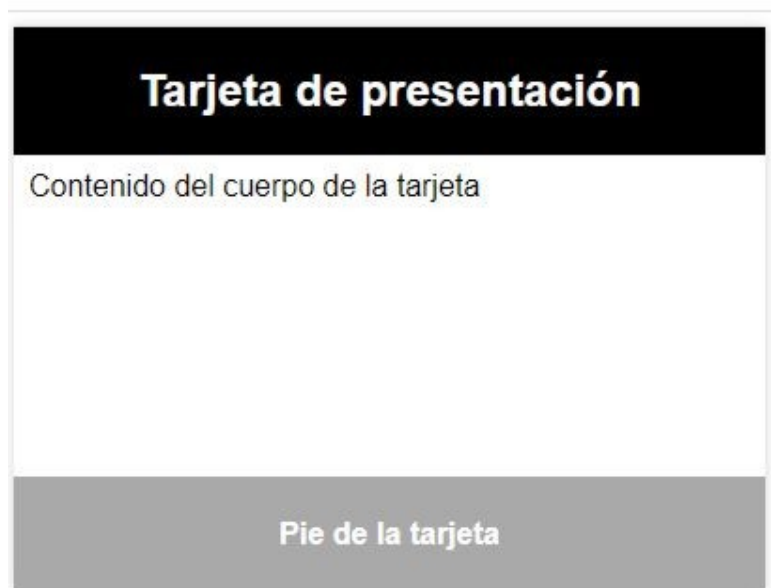 Tarjeta de presentación
Contenido del cuerpo de la tarjeta
Pie de la tarjeta